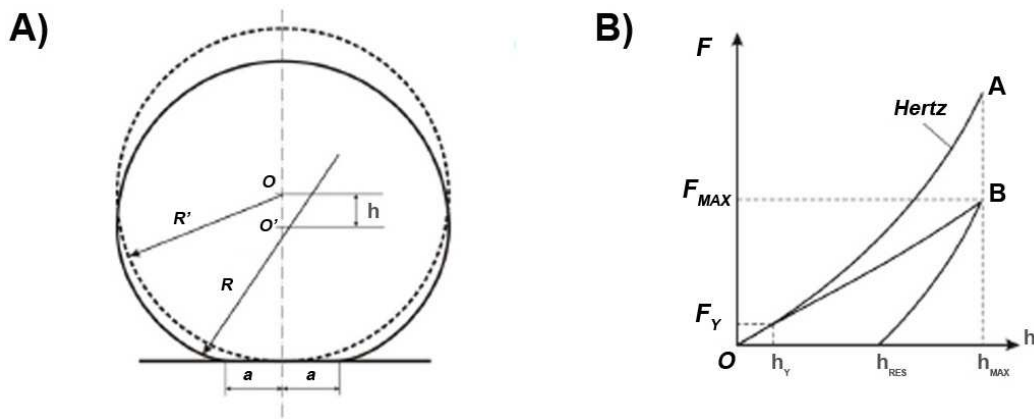 A)
O
R'
O'
h
R
a
a
B)
F
A
Hertz
F_MAX
B
F_Y
O
h_Y
h_RES
h_MAX
h